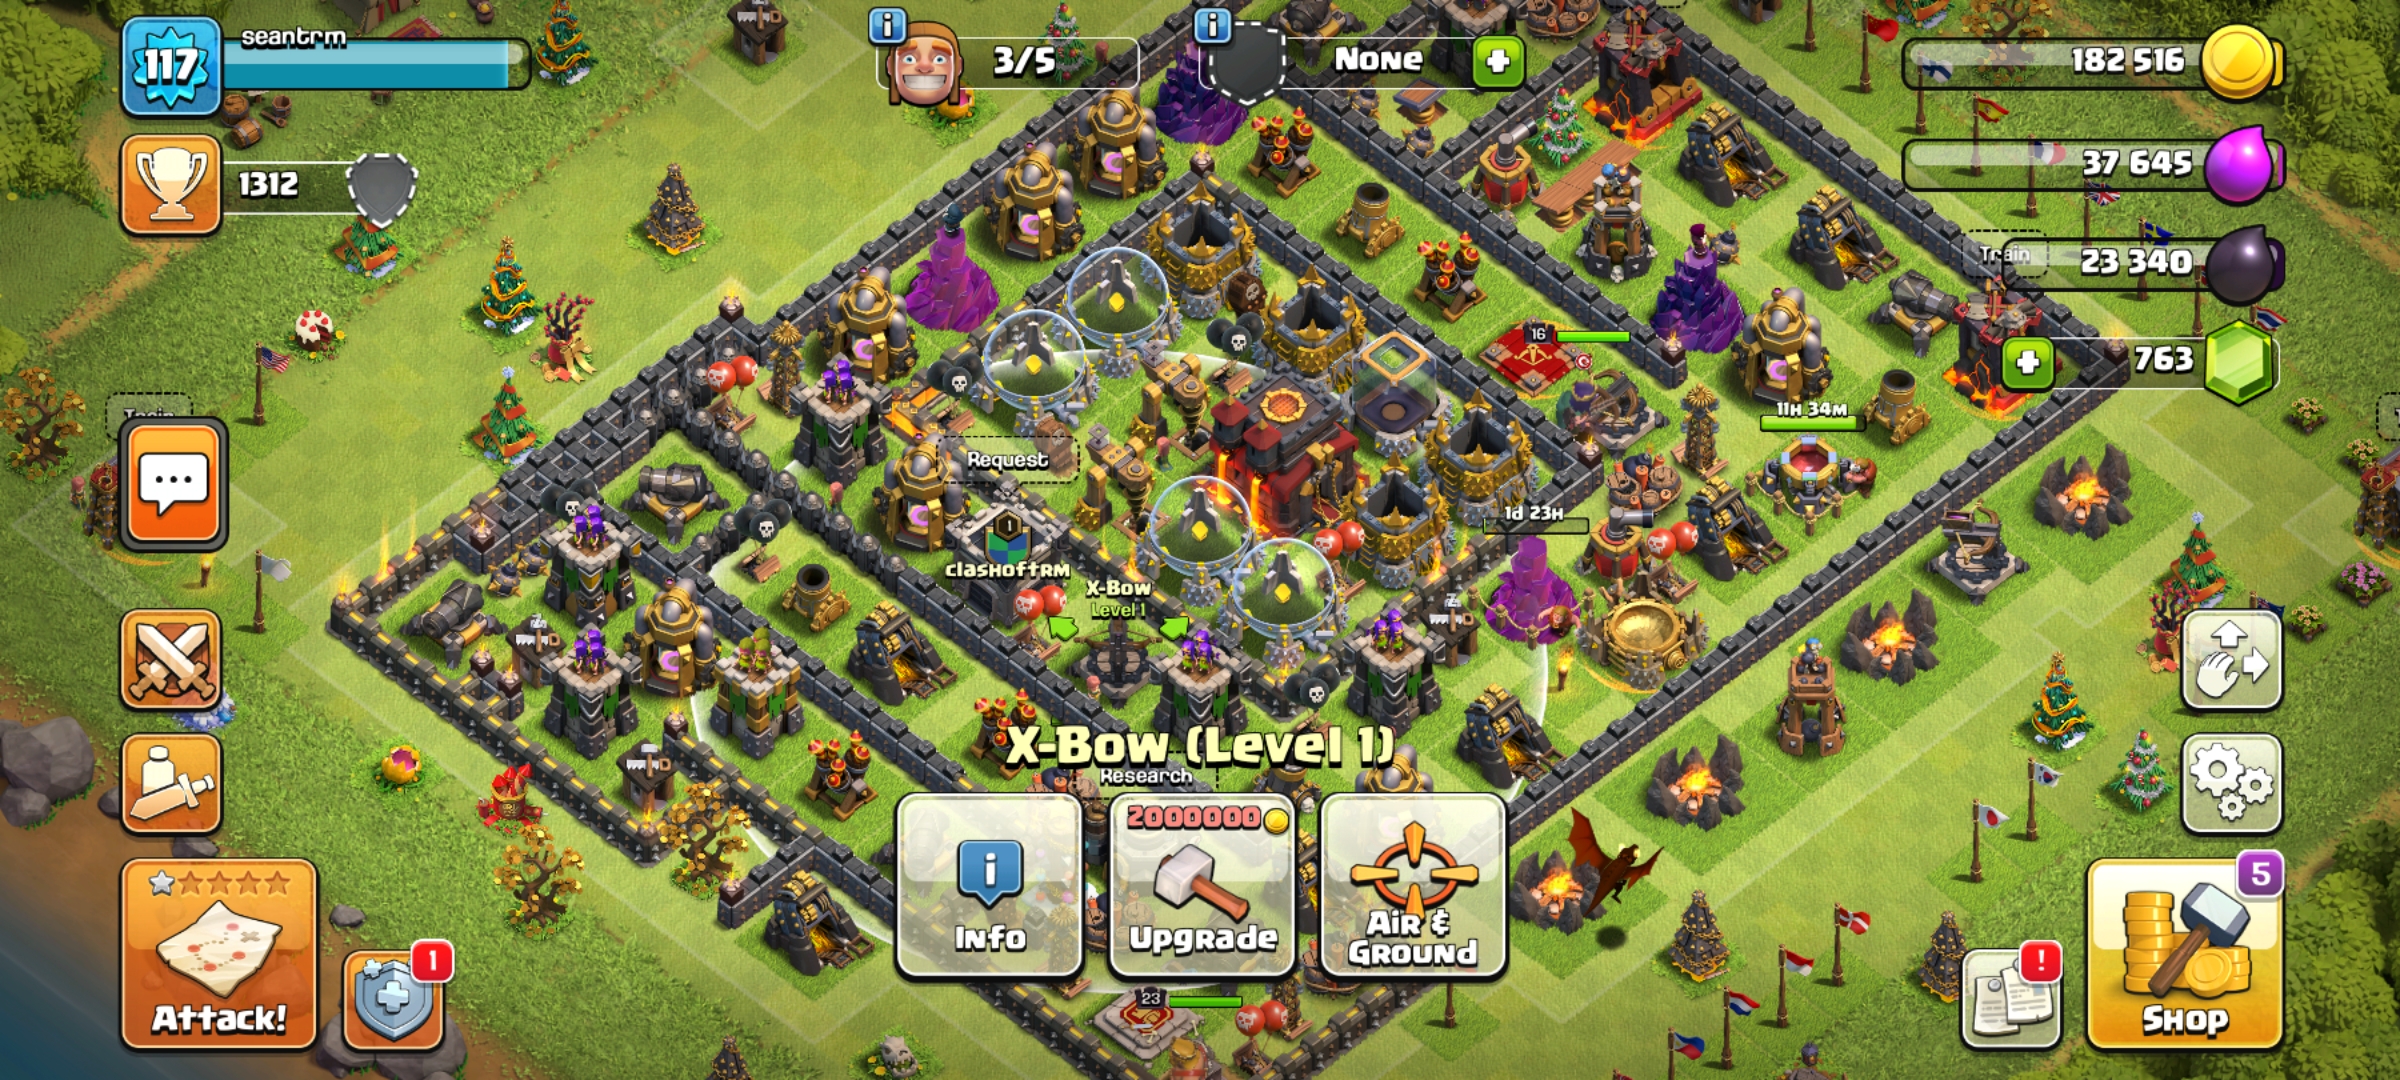 117
seantrm
3/5
None
182 516
1312
37 645
Train
23 340
763
16
11H 34M
Train
Request
1d 23H
1
clashoftrm
X-Bow
Level 1
X-Bow (Level 1)
Research
2000000
Info
Upgrade
Air &
Ground
5
1
!
23
Attack!
Shop